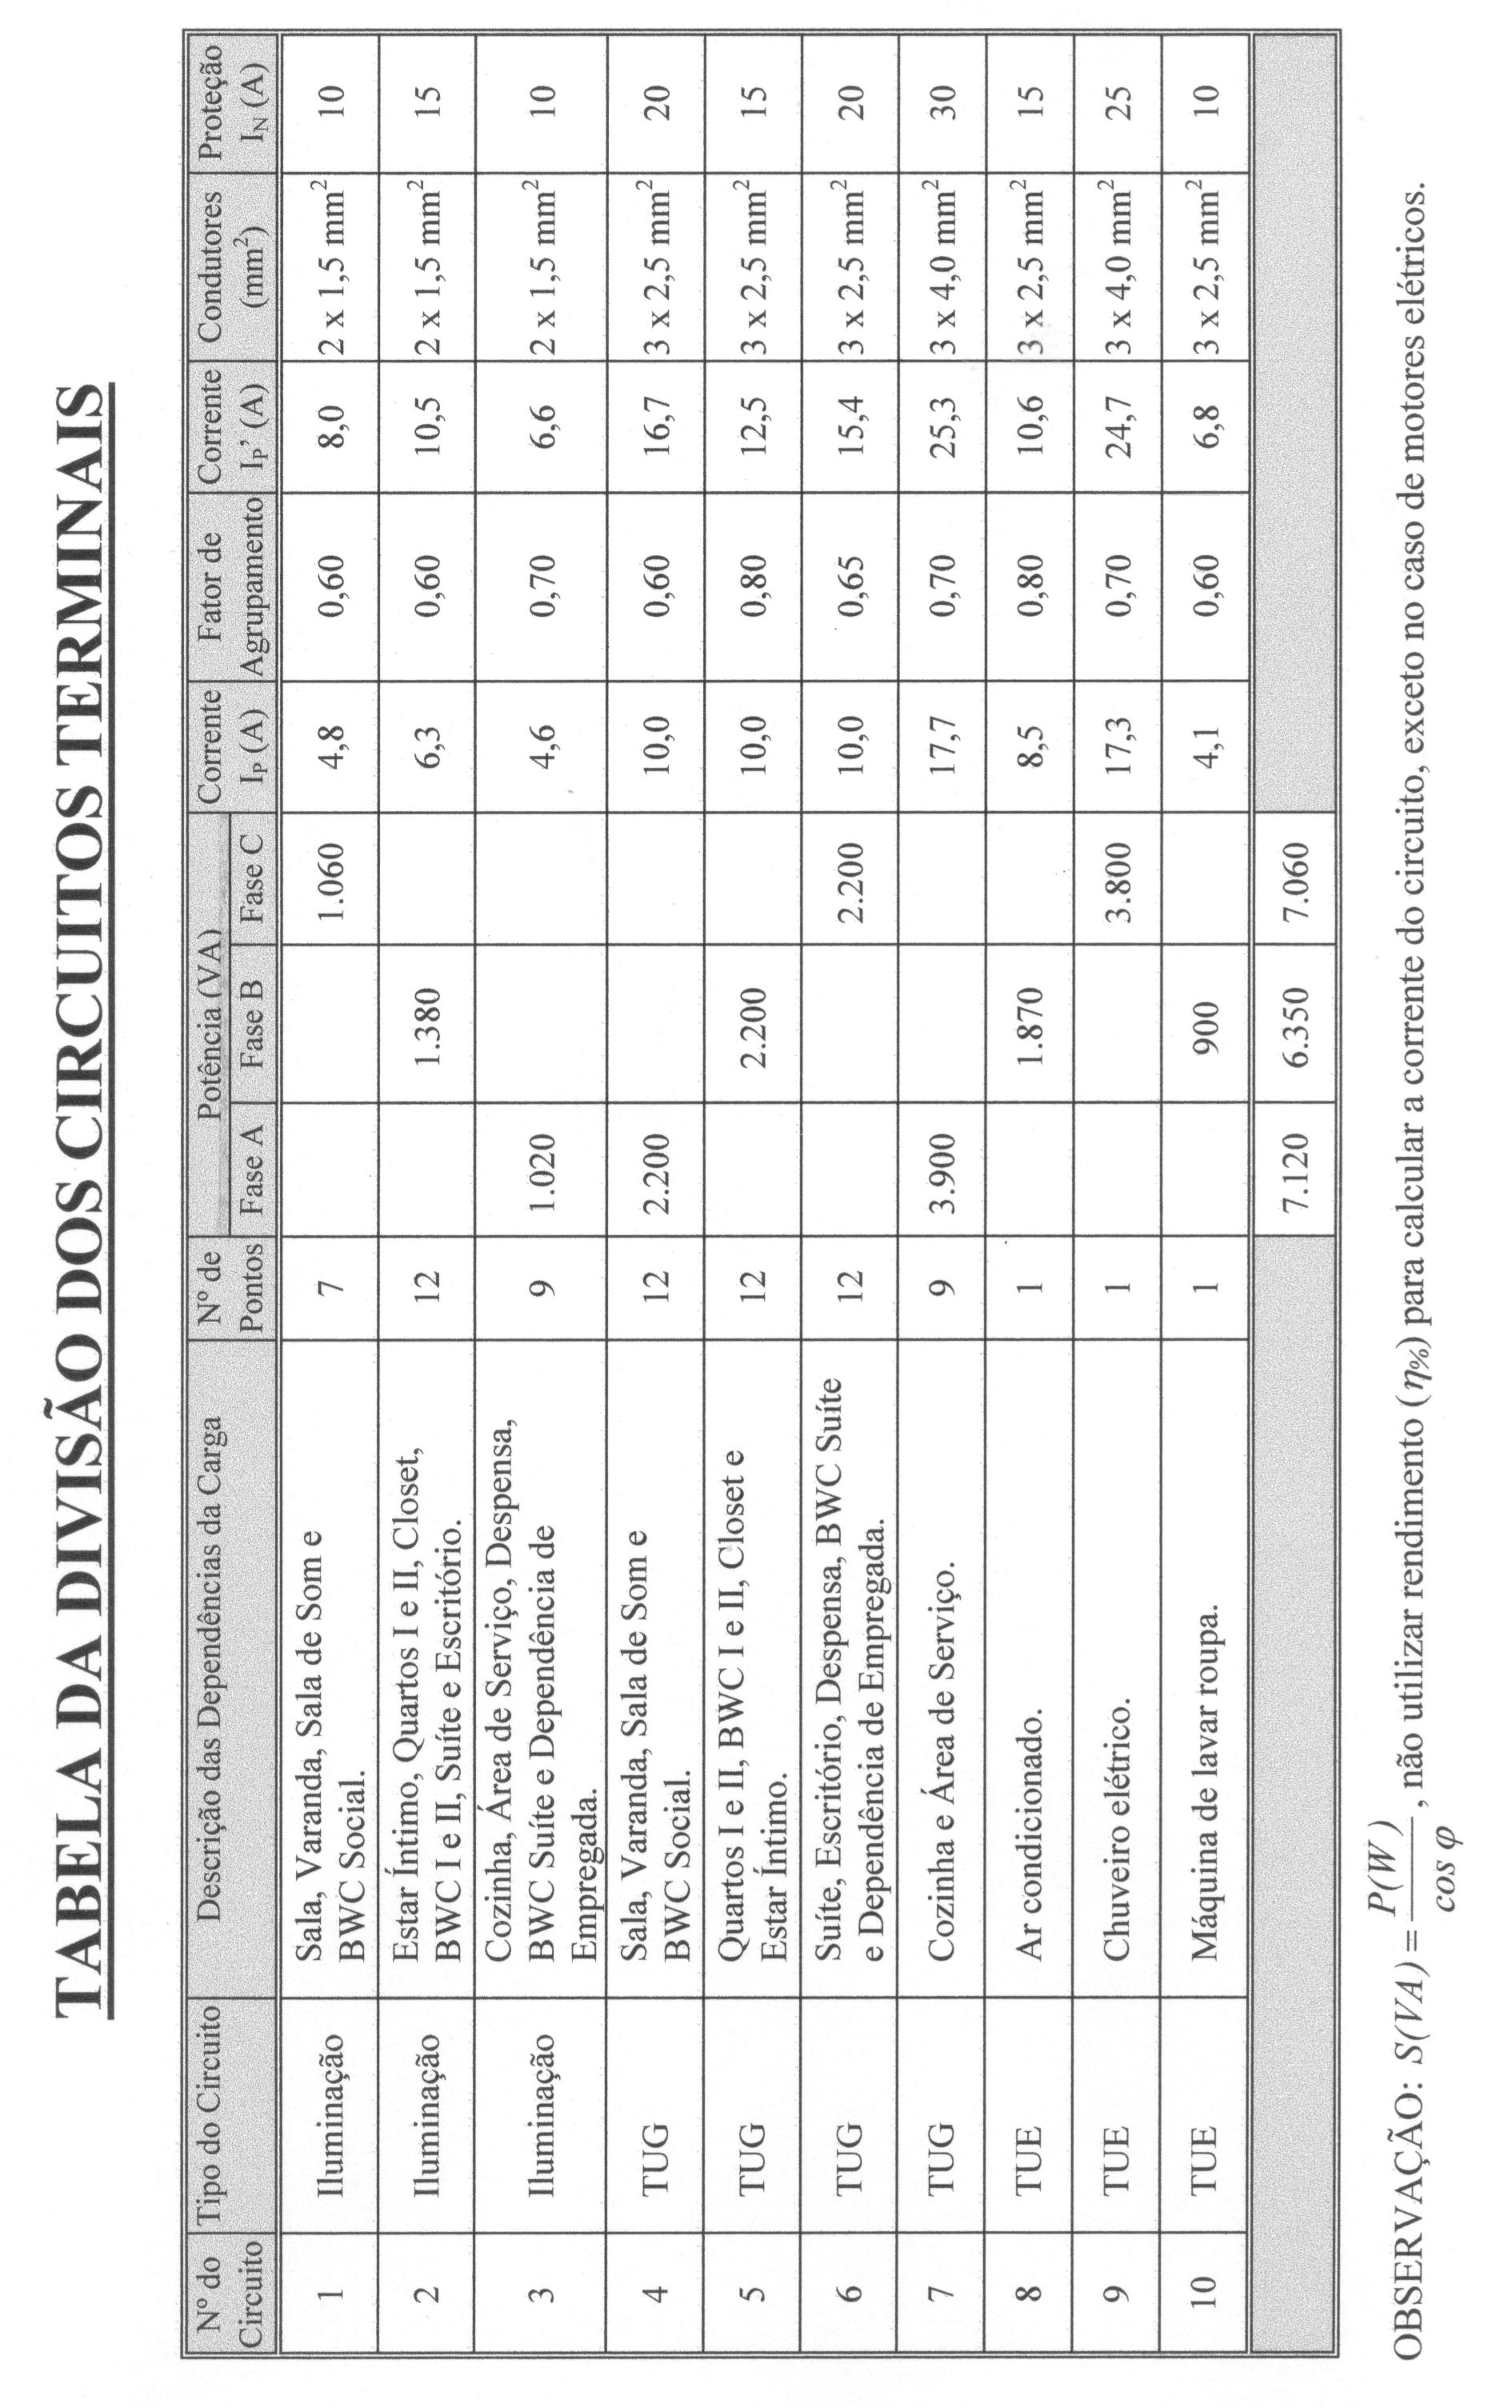 TABELA DA DIVISÃO DOS CIRCUITOS TERMINAIS
Nº do Circuito | Tipo do Circuito | Descrição das Dependências da Carga | Nº de Pontos | Potência (VA) | Corrente I_P (A) | Fator de Agrupamento | Corrente I_P' (A) | Condutores (mm²) | Proteção I_N (A)
Fase A | Fase B | Fase C
1 | Iluminação | Sala, Varanda, Sala de Som e BWC Social. | 7 | | | 1.060 | 4,8 | 0,60 | 8,0 | 2 x 1,5 mm² | 10
2 | Iluminação | Estar Íntimo, Quartos I e II, Closet, BWC I e II, Suíte e Escritório. | 12 | | 1.380 | | 6,3 | 0,60 | 10,5 | 2 x 1,5 mm² | 15
3 | Iluminação | Cozinha, Área de Serviço, Despensa, BWC Suíte e Dependência de Empregada. | 9 | 1.020 | | | 4,6 | 0,70 | 6,6 | 2 x 1,5 mm² | 10
4 | TUG | Sala, Varanda, Sala de Som e BWC Social. | 12 | 2.200 | | | 10,0 | 0,60 | 16,7 | 3 x 2,5 mm² | 20
5 | TUG | Quartos I e II, BWC I e II, Closet e Estar Íntimo. | 12 | | 2.200 | | 10,0 | 0,80 | 12,5 | 3 x 2,5 mm² | 15
6 | TUG | Suíte, Escritório, Despensa, BWC Suíte e Dependência de Empregada. | 12 | | | 2.200 | 10,0 | 0,65 | 15,4 | 3 x 2,5 mm² | 20
7 | TUG | Cozinha e Área de Serviço. | 9 | 3.900 | | | 17,7 | 0,70 | 25,3 | 3 x 4,0 mm² | 30
8 | TUE | Ar condicionado. | 1 | | 1.870 | | 8,5 | 0,80 | 10,6 | 3 x 2,5 mm² | 15
9 | TUE | Chuveiro elétrico. | 1 | | | 3.800 | 17,3 | 0,70 | 24,7 | 3 x 4,0 mm² | 25
10 | TUE | Máquina de lavar roupa. | 1 | | 900 | | 4,1 | 0,60 | 6,8 | 3 x 2,5 mm² | 10
7.120 | 6.350 | 7.060
OBSERVAÇÃO: S(VA) = P(W) / cos φ, não utilizar rendimento (η%) para calcular a corrente do circuito, exceto no caso de motores elétricos.